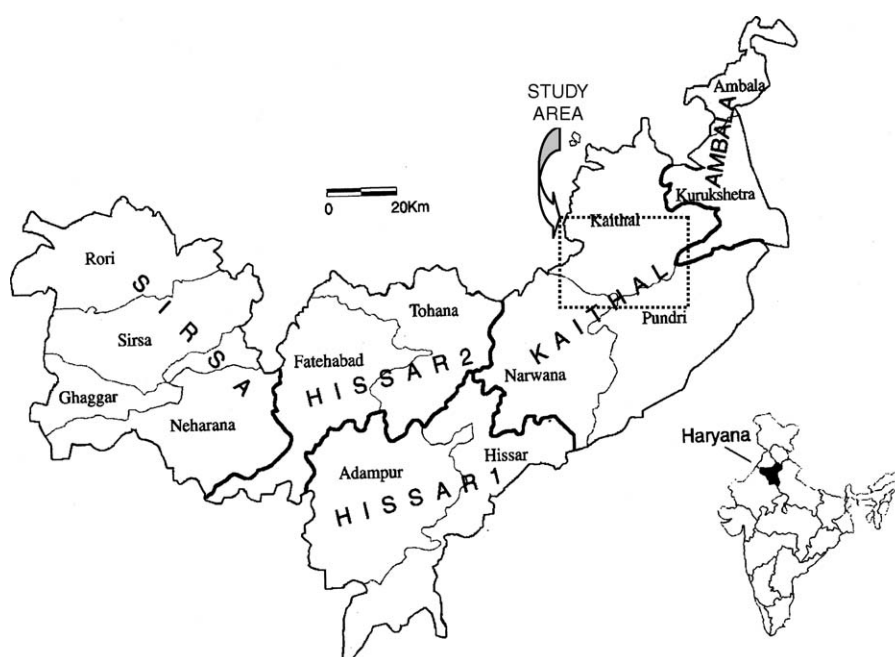 STUDY
AREA
Ambala
AMBALA
Kurukshetra
0 20Km
Kaithal
Rori
SIRSA
Tohana
KAITHAL
Pundri
Sirsa
Fatehabad
HISSAR 2
Narwana
Ghaggar
Neharana
Hissar
Haryana
Adampur
HISSAR 1